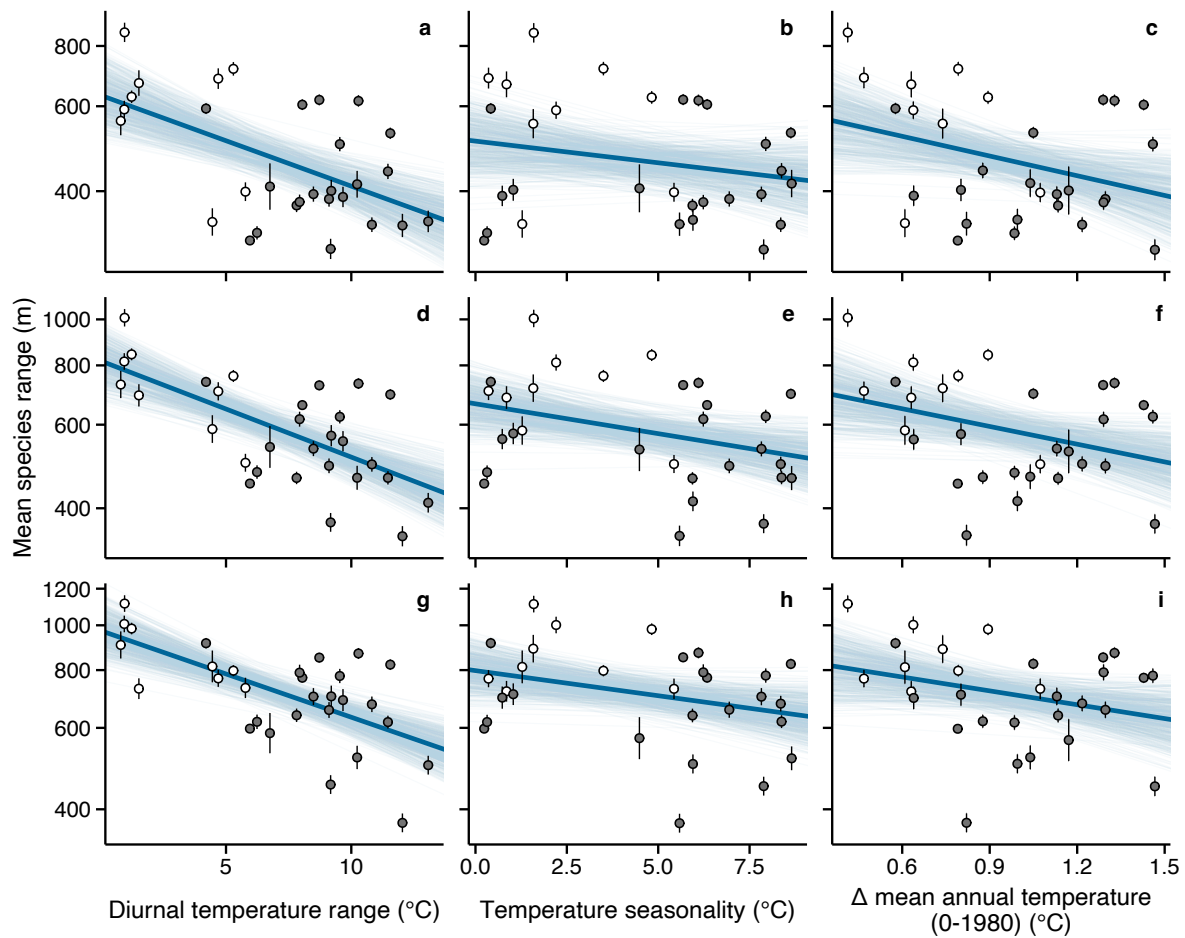 a
b
c
800
600
400
Mean species range (m)
d
e
f
1000
800
600
400
g
h
i
1200
1000
800
600
400
5
10
0.0
2.5
5.0
7.5
0.6
0.9
1.2
1.5
Diurnal temperature range (°C)
Temperature seasonality (°C)
Δ mean annual temperature
(0-1980) (°C)